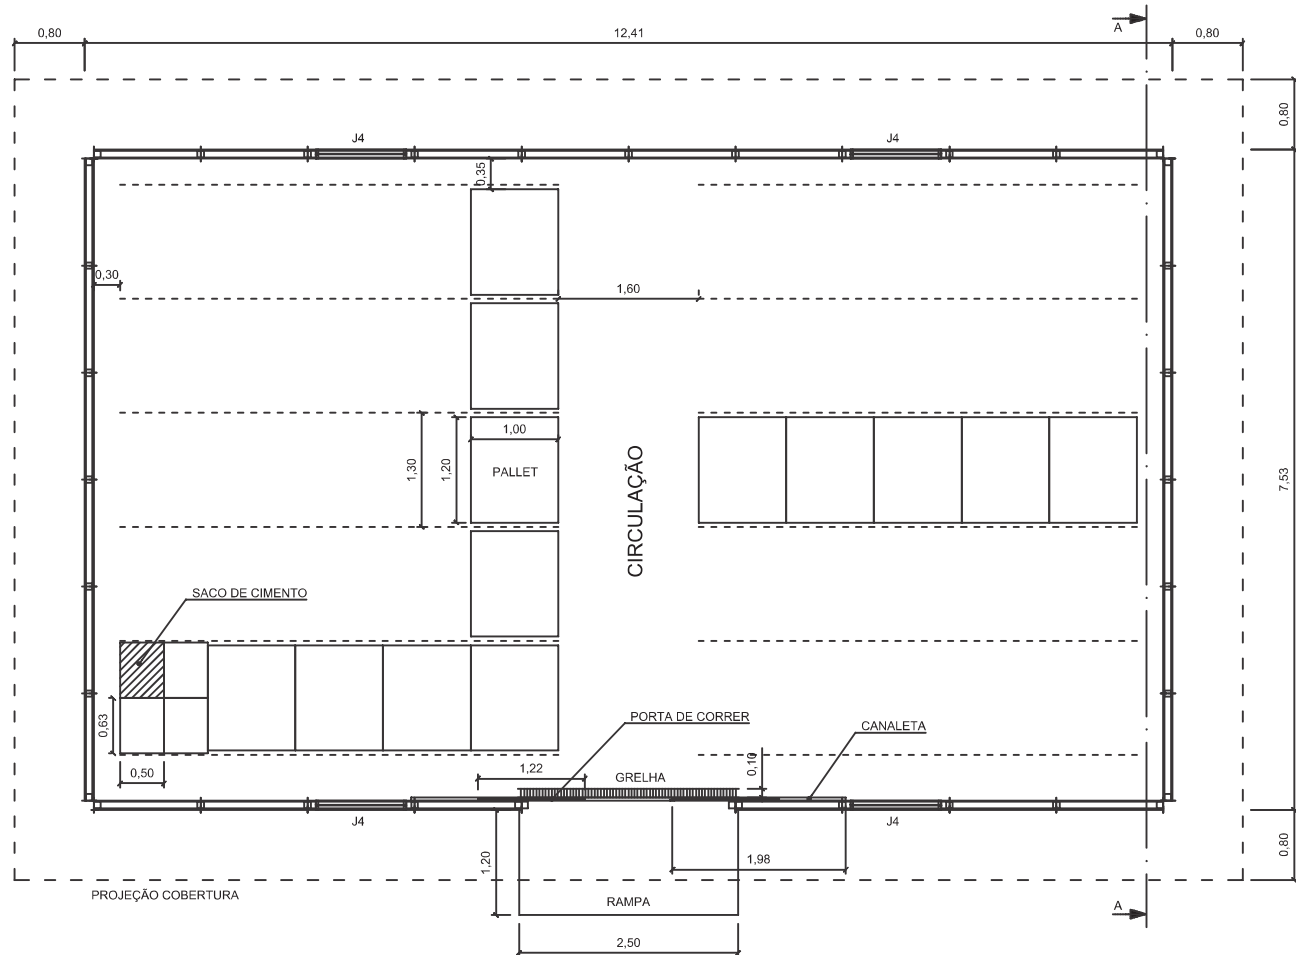 A
0,80
12,41
0,80
0,80
J4
J4
0,35
0,30
1,60
1,00
1,30
1,20
PALLET
CIRCULAÇÃO
7,53
SACO DE CIMENTO
0,63
0,50
PORTA DE CORRER
CANALETA
1,22
GRELHA
0,10
J4
J4
1,20
1,98
0,80
PROJEÇÃO COBERTURA
RAMPA
A
2,50